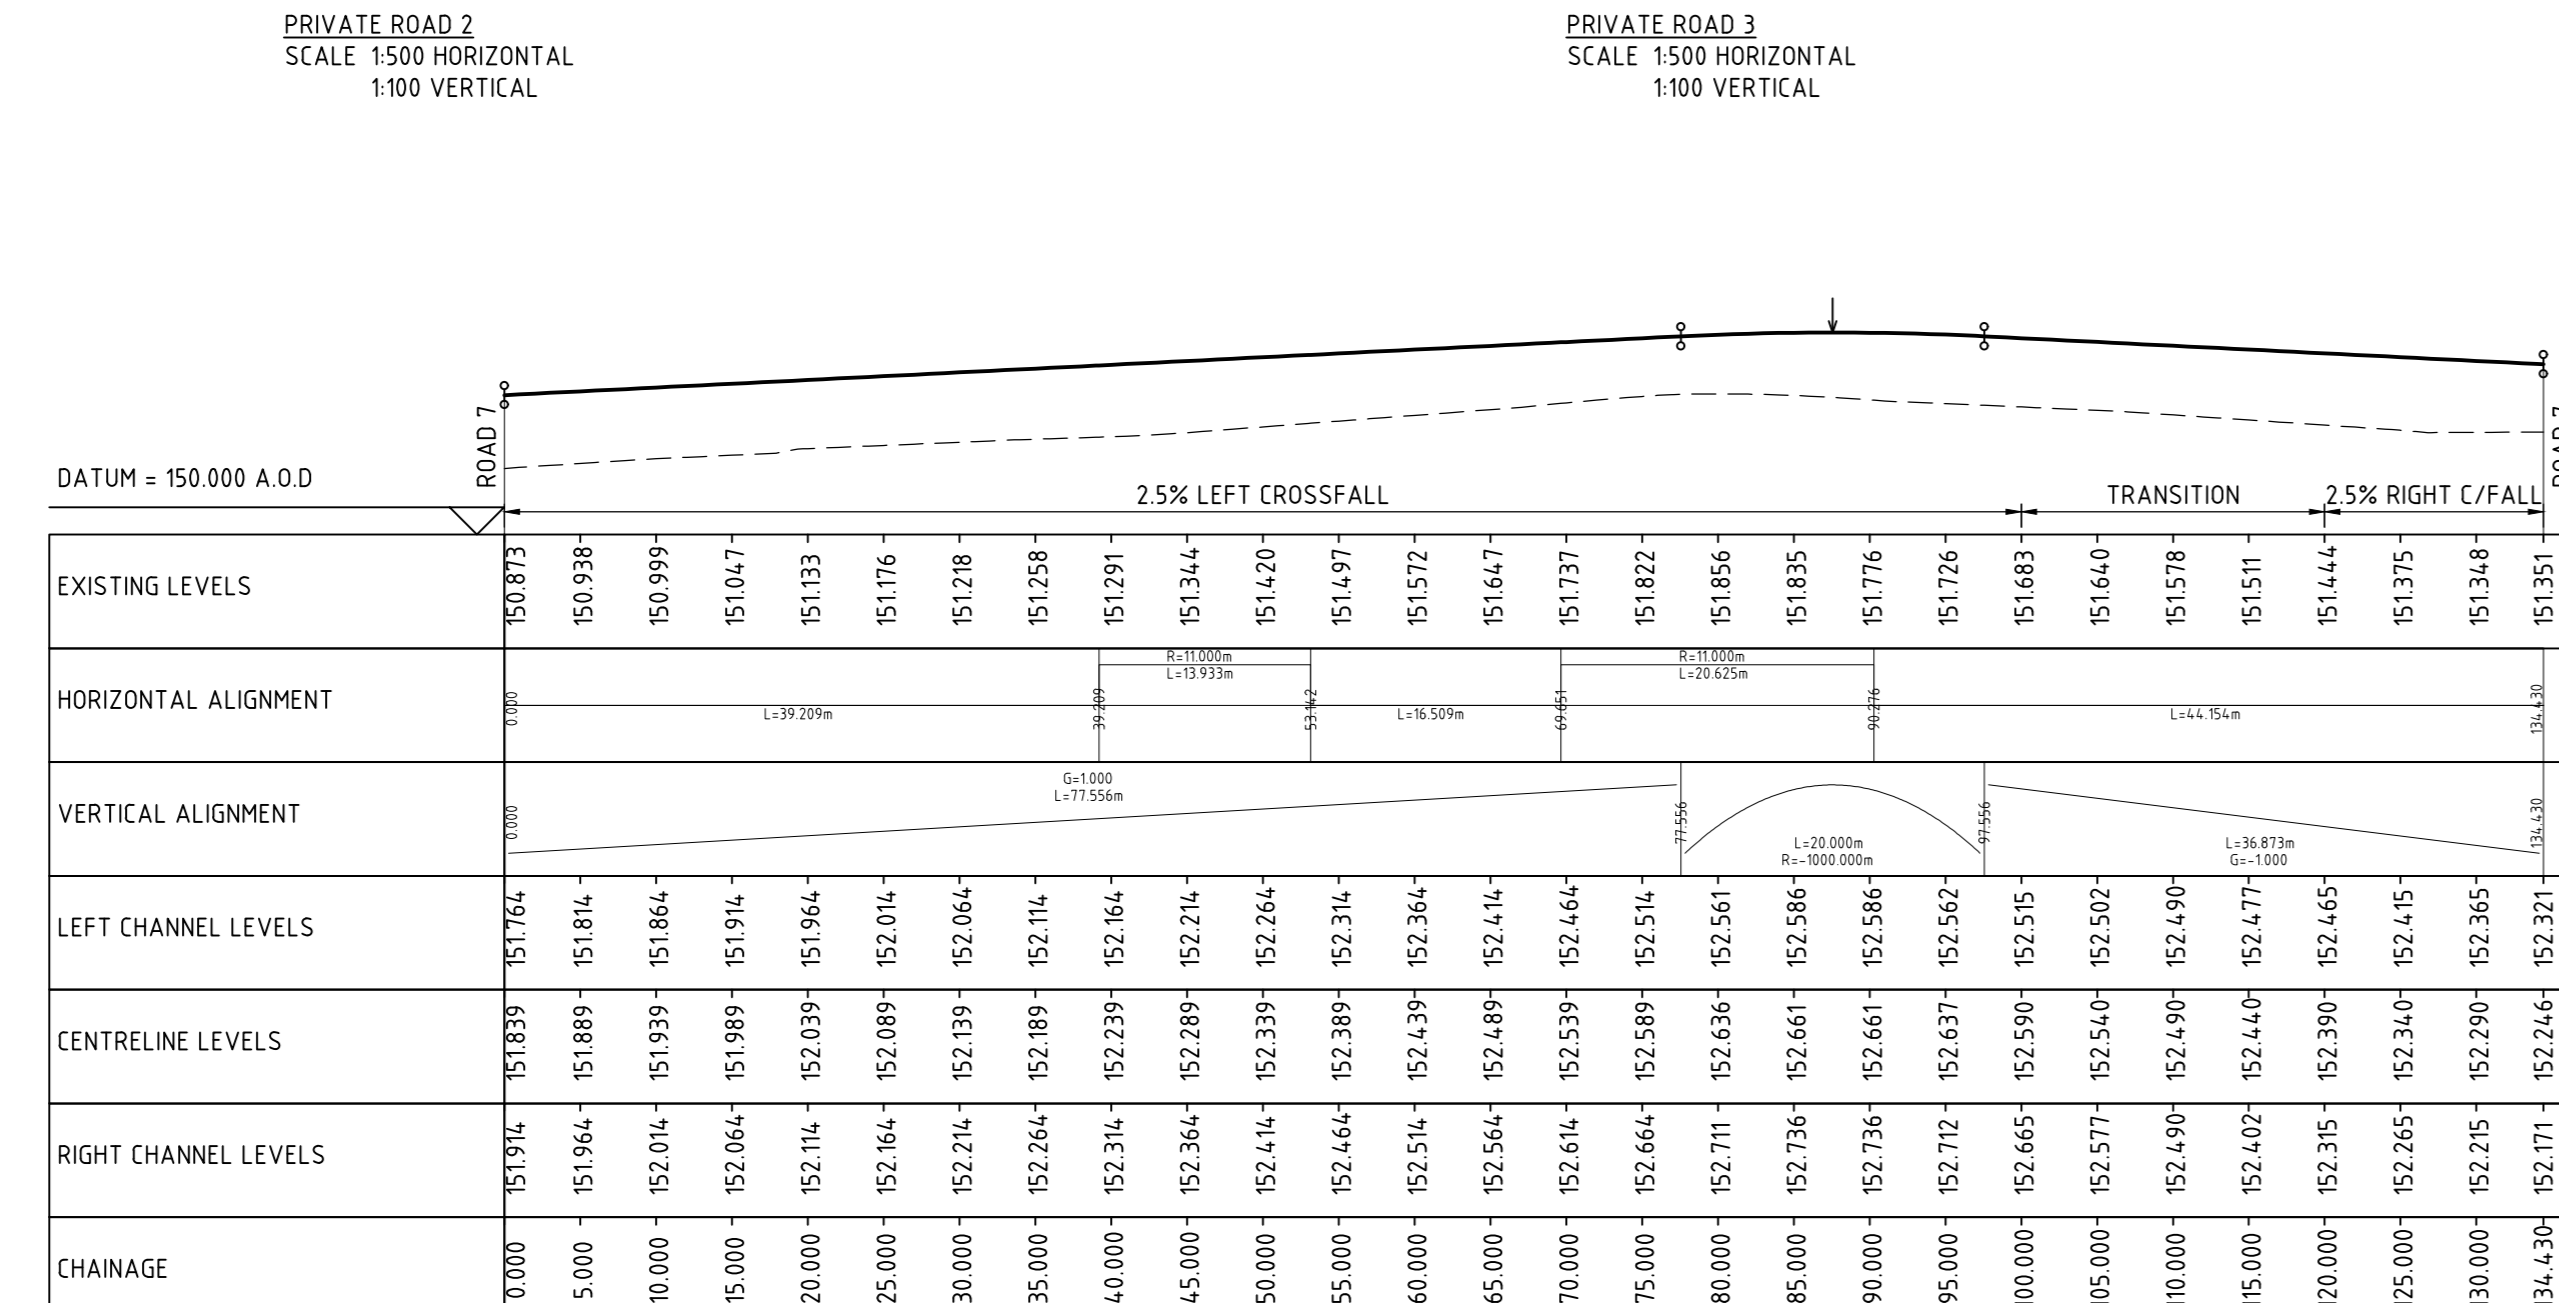 PRIVATE ROAD 2
SCALE 1:500 HORIZONTAL
1:100 VERTICAL
PRIVATE ROAD 3
SCALE 1:500 HORIZONTAL
1:100 VERTICAL
ROAD 7
DATUM = 150.000 A.O.D
2.5% LEFT CROSSFALL TRANSITION 2.5% RIGHT C/FALL
ROAD 7
EXISTING LEVELS 150.873 150.938 150.999 151.047 151.133 151.176 151.218 151.258 151.291 151.344 151.420 151.497 151.572 151.647 151.737 151.822 151.856 151.835 151.776 151.726 151.683 151.640 151.578 151.511 151.444 151.375 151.348 151.351
R=11.000m R=11.000m
L=13.933m L=20.625m
HORIZONTAL ALIGNMENT 0.000 39.209 53.142 69.651 90.276 134.430
L=39.209m L=16.509m L=44.154m
G=1.000
L=77.556m
VERTICAL ALIGNMENT 0.000 77.556 97.556 134.430
L=20.000m L=36.873m
R=-1000.000m G=-1.000
LEFT CHANNEL LEVELS 151.764 151.814 151.864 151.914 151.964 152.014 152.064 152.114 152.164 152.214 152.264 152.314 152.364 152.414 152.464 152.514 152.561 152.586 152.586 152.562 152.515 152.502 152.490 152.477 152.465 152.415 152.365 152.321
CENTRELINE LEVELS 151.839 151.889 151.939 151.989 152.039 152.089 152.139 152.189 152.239 152.289 152.339 152.389 152.439 152.489 152.539 152.589 152.636 152.661 152.661 152.637 152.590 152.540 152.490 152.440 152.390 152.340 152.290 152.246
RIGHT CHANNEL LEVELS 151.914 151.964 152.014 152.064 152.114 152.164 152.214 152.264 152.314 152.364 152.414 152.464 152.514 152.564 152.614 152.664 152.711 152.736 152.736 152.712 152.665 152.577 152.490 152.402 152.315 152.265 152.215 152.171
CHAINAGE 0.000 5.000 10.000 15.000 20.000 25.000 30.000 35.000 40.000 45.000 50.000 55.000 60.000 65.000 70.000 75.000 80.000 85.000 90.000 95.000 100.000 105.000 110.000 115.000 120.000 125.000 130.000 134.430